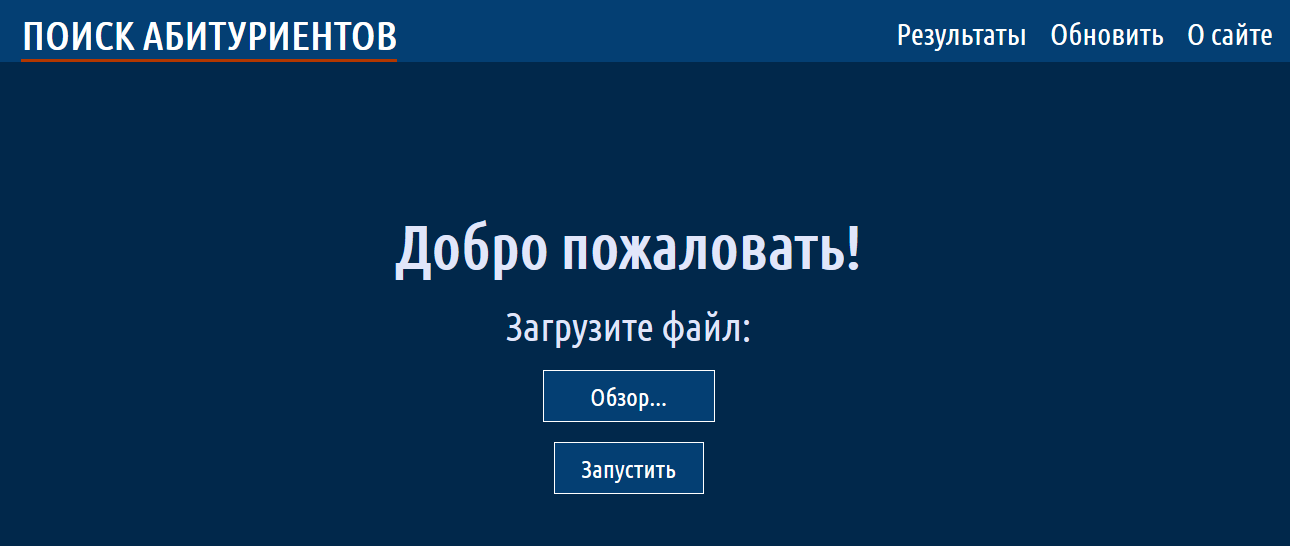 ПОИСК АБИТУРИЕНТОВ
Результаты Обновить О сайте
Добро пожаловать!
Загрузите файл:
Обзор...
Запустить